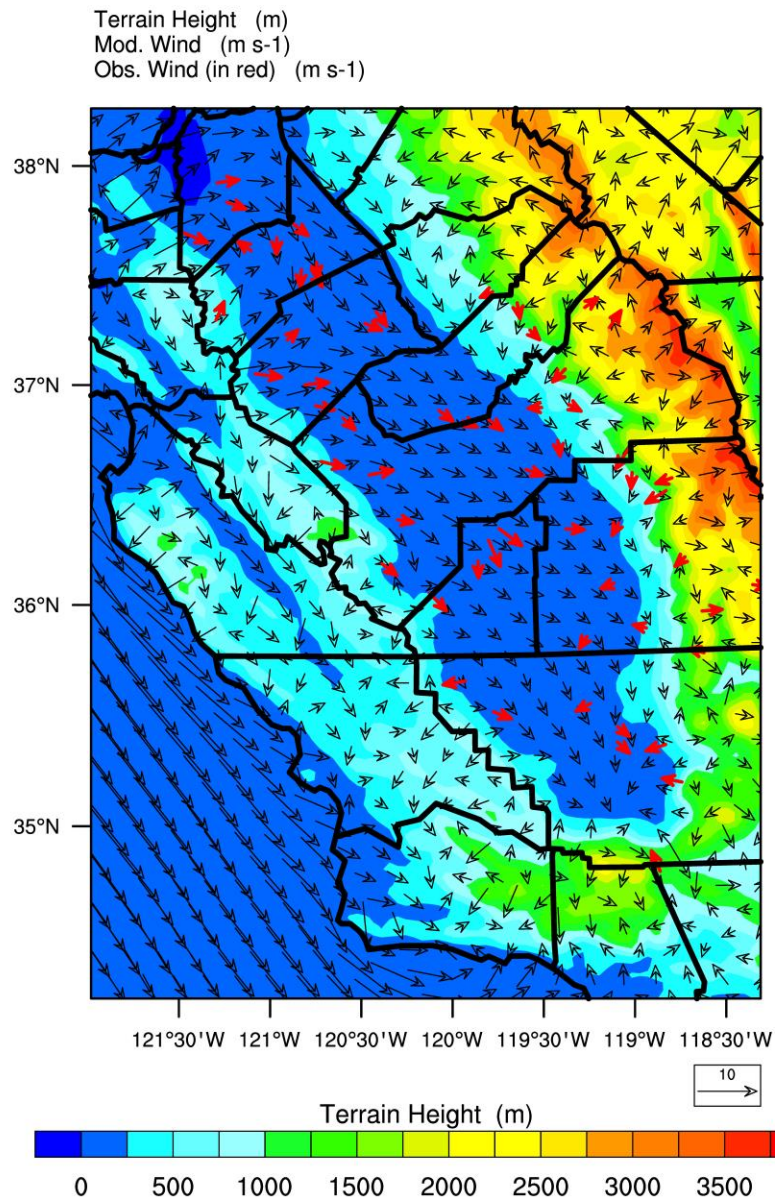 Terrain Height (m)
Mod. Wind (m s-1)
Obs. Wind (in red) (m s-1)
38°N
37°N
36°N
35°N
121°30'W 121°W 120°30'W 120°W 119°30'W 119°W 118°30'W
10
Terrain Height (m)
0 500 1000 1500 2000 2500 3000 3500